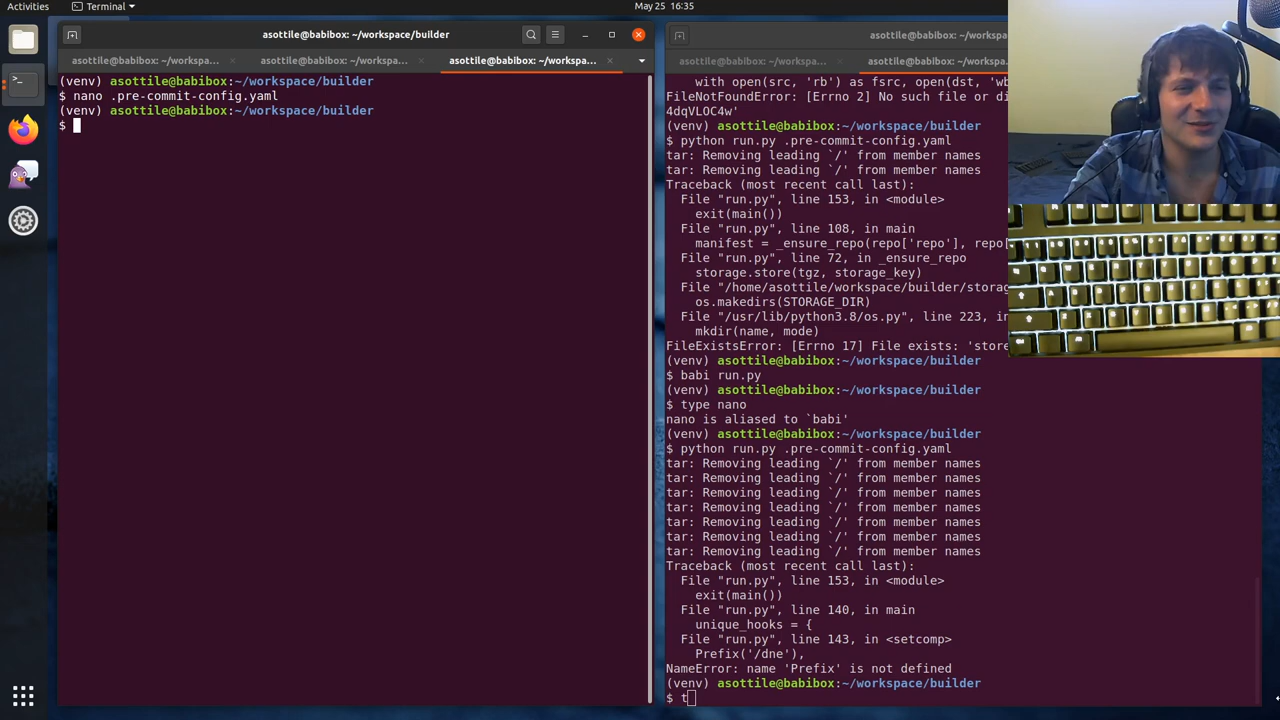 Activities
Terminal
May 25 16:35
asottile@babibox: ~/workspace/builder
asottile@babibox: ~/workspac…
asottile@babibox: ~/workspac…
asottile@babibox: ~/workspa…
(venv) asottile@babibox:~/workspace/builder
$ nano .pre-commit-config.yaml
(venv) asottile@babibox:~/workspace/builder
$
asottile@babibox: ~/w
asottile@babibox: ~/workspac…
asottile@babibox: ~/w
with open(src, 'rb') as fsrc, open(dst, 'wb
FileNotFoundError: [Errno 2] No such file or di
4dqVLOC4w'
(venv) asottile@babibox:~/workspace/builder
$ python run.py .pre-commit-config.yaml
tar: Removing leading `/' from member names
tar: Removing leading `/' from member names
Traceback (most recent call last):
File "run.py", line 153, in <module>
exit(main())
File "run.py", line 108, in main
manifest = _ensure_repo(repo['repo'], repo[
File "run.py", line 72, in _ensure_repo
storage.store(tgz, storage_key)
File "/home/asottile/workspace/builder/storag
os.makedirs(STORAGE_DIR)
File "/usr/lib/python3.8/os.py", line 223, in
mkdir(name, mode)
FileExistsError: [Errno 17] File exists: 'store
(venv) asottile@babibox:~/workspace/builder
$ babi run.py
(venv) asottile@babibox:~/workspace/builder
$ type nano
nano is aliased to `babi'
(venv) asottile@babibox:~/workspace/builder
$ python run.py .pre-commit-config.yaml
tar: Removing leading `/' from member names
tar: Removing leading `/' from member names
tar: Removing leading `/' from member names
tar: Removing leading `/' from member names
tar: Removing leading `/' from member names
tar: Removing leading `/' from member names
tar: Removing leading `/' from member names
Traceback (most recent call last):
File "run.py", line 153, in <module>
exit(main())
File "run.py", line 140, in main
unique_hooks = {
File "run.py", line 143, in <setcomp>
Prefix('/dne'),
NameError: name 'Prefix' is not defined
(venv) asottile@babibox:~/workspace/builder
$ t